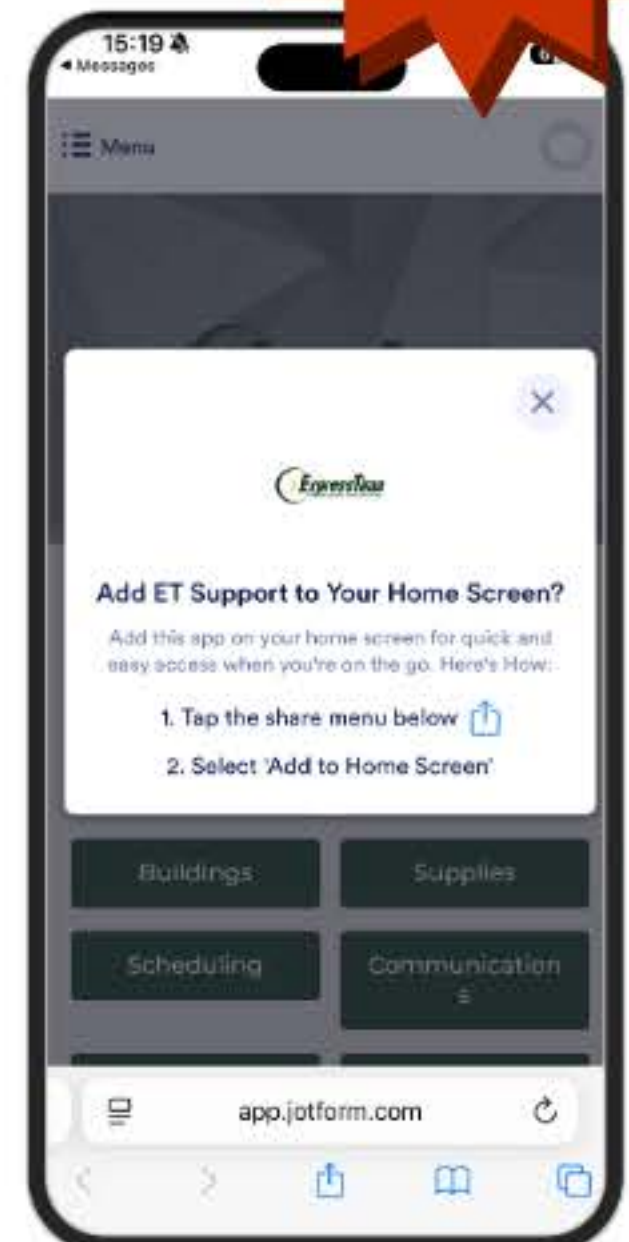 15:19
Messages
Menu
ExpressTeam
Add ET Support to Your Home Screen?
Add this app on your home screen for quick and
easy access when you're on the go. Here's How:
1. Tap the share menu below
2. Select 'Add to Home Screen'
Buildings
Supplies
Scheduling
Communication
s
app.jotform.com